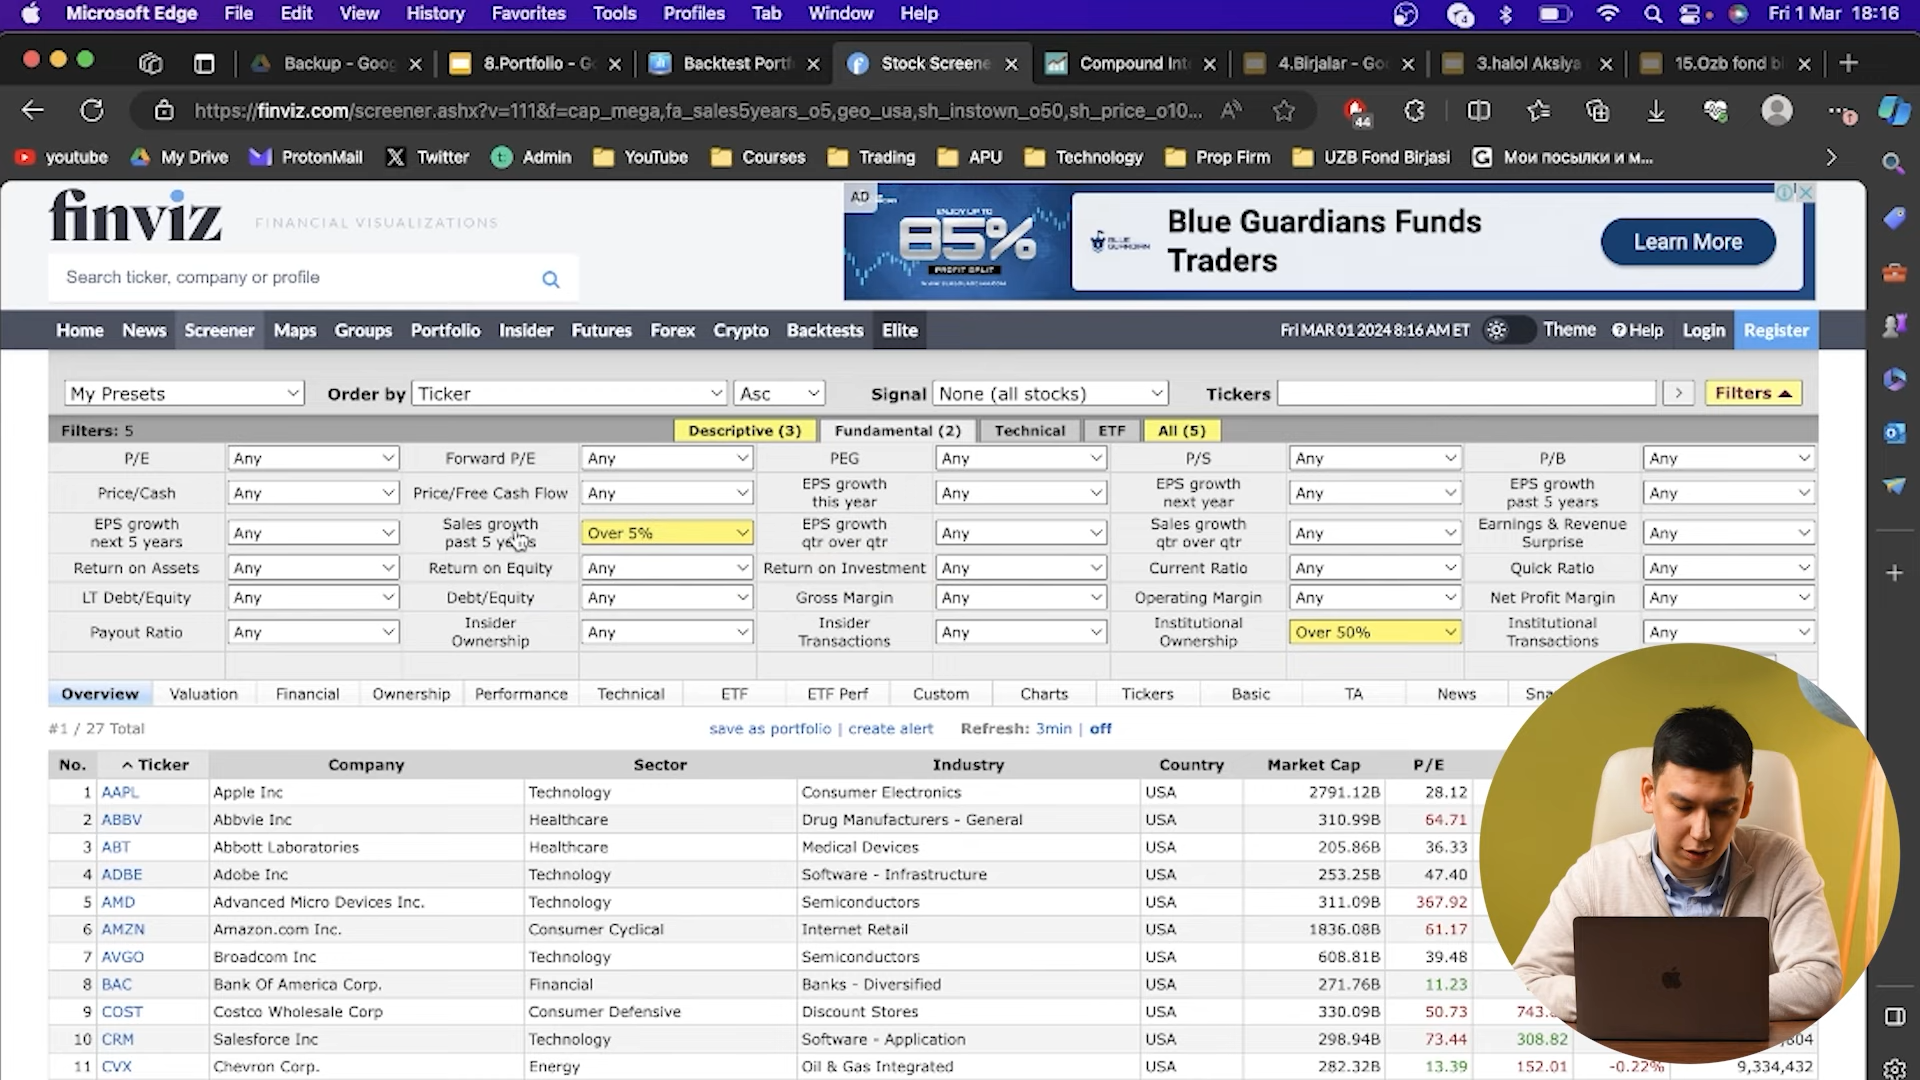 Microsoft Edge File Edit View History Favorites Tools Profiles Tab Window Help Fri 1 Mar 18:16
Backup - Goog 8.Portfolio - G Backtest Portf Stock Screene Compound Int 4.Birjalar - Goo 3.halol Aksiya 15.Ozb fond bi
https://finviz.com/screener.ashx?v=111&f=cap_mega,fa_sales5years_o5,geo_usa,sh_instown_o50,sh_price_o10... 44
youtube My Drive ProtonMail Twitter Admin YouTube Courses Trading APU Technology Prop Firm UZB Fond Birjasi Мои посылки и м...
finviz FINANCIAL VISUALIZATIONS
AD ENJOY UP TO 85% PROFIT SPLIT
BLUE GUARDIAN Blue Guardians Funds Traders Learn More
Search ticker, company or profile
Home News Screener Maps Groups Portfolio Insider Futures Forex Crypto Backtests Elite Fri MAR 01 2024 8:16 AM ET Theme Help Login Register
My Presets Order by Ticker Asc Signal None (all stocks) Tickers Filters
Filters: 5 Descriptive (3) Fundamental (2) Technical ETF All (5)
P/E Any Forward P/E Any PEG Any P/S Any P/B Any
Price/Cash Any Price/Free Cash Flow Any EPS growth this year Any EPS growth next year Any EPS growth past 5 years Any
EPS growth next 5 years Any Sales growth past 5 years Over 5% EPS growth qtr over qtr Any Sales growth qtr over qtr Any Earnings & Revenue Surprise Any
Return on Assets Any Return on Equity Any Return on Investment Any Current Ratio Any Quick Ratio Any
LT Debt/Equity Any Debt/Equity Any Gross Margin Any Operating Margin Any Net Profit Margin Any
Payout Ratio Any Insider Ownership Any Insider Transactions Any Institutional Ownership Over 50% Institutional Transactions Any
Overview Valuation Financial Ownership Performance Technical ETF ETF Perf Custom Charts Tickers Basic TA News Sna
#1 / 27 Total save as portfolio | create alert Refresh: 3min | off
No. Ticker Company Sector Industry Country Market Cap P/E
1 AAPL Apple Inc Technology Consumer Electronics USA 2791.12B 28.12
2 ABBV Abbvie Inc Healthcare Drug Manufacturers - General USA 310.99B 64.71
3 ABT Abbott Laboratories Healthcare Medical Devices USA 205.86B 36.33
4 ADBE Adobe Inc Technology Software - Infrastructure USA 253.25B 47.40
5 AMD Advanced Micro Devices Inc. Technology Semiconductors USA 311.09B 367.92
6 AMZN Amazon.com Inc. Consumer Cyclical Internet Retail USA 1836.08B 61.17
7 AVGO Broadcom Inc Technology Semiconductors USA 608.81B 39.48
8 BAC Bank Of America Corp. Financial Banks - Diversified USA 271.76B 11.23
9 COST Costco Wholesale Corp Consumer Defensive Discount Stores USA 330.09B 50.73 743.
10 CRM Salesforce Inc Technology Software - Application USA 298.94B 73.44 308.82 804
11 CVX Chevron Corp. Energy Oil & Gas Integrated USA 282.32B 13.39 152.01 -0.22% 9,334,432